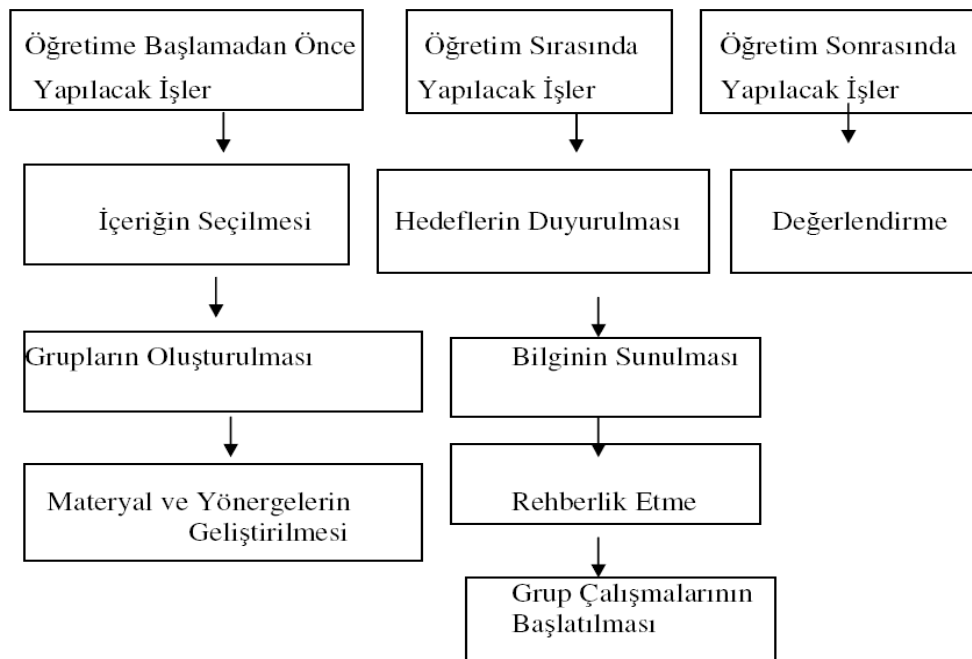 Öğretime Başlamadan Önce
Yapılacak İşler
İçeriğin Seçilmesi
Grupların Oluşturulması
Materyal ve Yönergelerin
Geliştirilmesi
Öğretim Sırasında
Yapılacak İşler
Hedeflerin Duyurulması
Bilginin Sunulması
Rehberlik Etme
Grup Çalışmalarının
Başlatılması
Öğretim Sonrasında
Yapılacak İşler
Değerlendirme